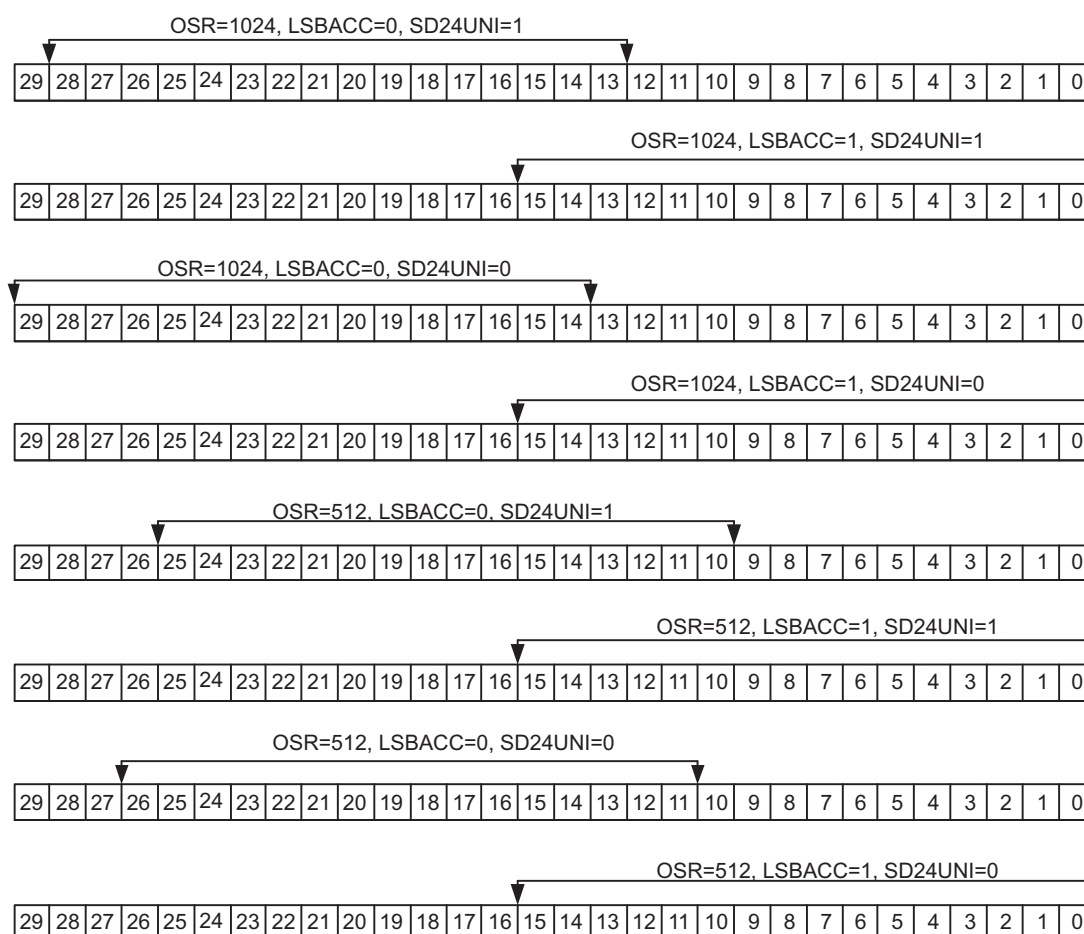 OSR=1024, LSBACC=0, SD24UNI=1
29 28 27 26 25 24 23 22 21 20 19 18 17 16 15 14 13 12 11 10 9 8 7 6 5 4 3 2 1 0
OSR=1024, LSBACC=1, SD24UNI=1
29 28 27 26 25 24 23 22 21 20 19 18 17 16 15 14 13 12 11 10 9 8 7 6 5 4 3 2 1 0
OSR=1024, LSBACC=0, SD24UNI=0
29 28 27 26 25 24 23 22 21 20 19 18 17 16 15 14 13 12 11 10 9 8 7 6 5 4 3 2 1 0
OSR=1024, LSBACC=1, SD24UNI=0
29 28 27 26 25 24 23 22 21 20 19 18 17 16 15 14 13 12 11 10 9 8 7 6 5 4 3 2 1 0
OSR=512, LSBACC=0, SD24UNI=1
29 28 27 26 25 24 23 22 21 20 19 18 17 16 15 14 13 12 11 10 9 8 7 6 5 4 3 2 1 0
OSR=512, LSBACC=1, SD24UNI=1
29 28 27 26 25 24 23 22 21 20 19 18 17 16 15 14 13 12 11 10 9 8 7 6 5 4 3 2 1 0
OSR=512, LSBACC=0, SD24UNI=0
29 28 27 26 25 24 23 22 21 20 19 18 17 16 15 14 13 12 11 10 9 8 7 6 5 4 3 2 1 0
OSR=512, LSBACC=1, SD24UNI=0
29 28 27 26 25 24 23 22 21 20 19 18 17 16 15 14 13 12 11 10 9 8 7 6 5 4 3 2 1 0